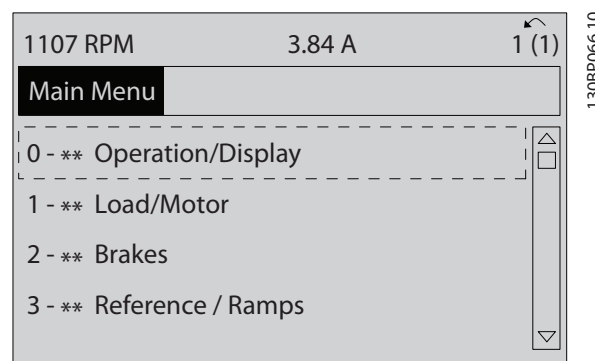 1107 RPM 3.84 A 1 (1)
Main Menu
0 - ** Operation/Display
1 - ** Load/Motor
2 - ** Brakes
3 - ** Reference / Ramps
130BP066.10